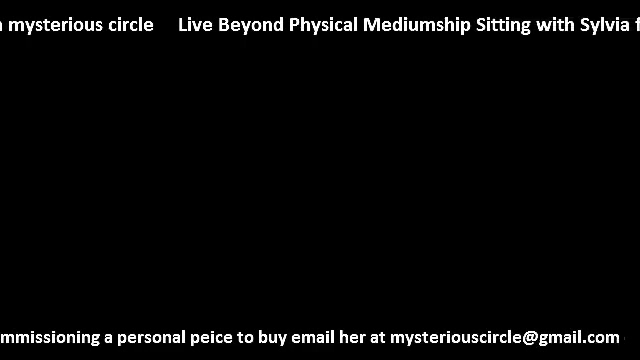 mysterious circle Live Beyond Physical Mediumship Sitting with Sylvia
mmissioning a personal peice to buy email her at mysteriouscircle@gmail.com